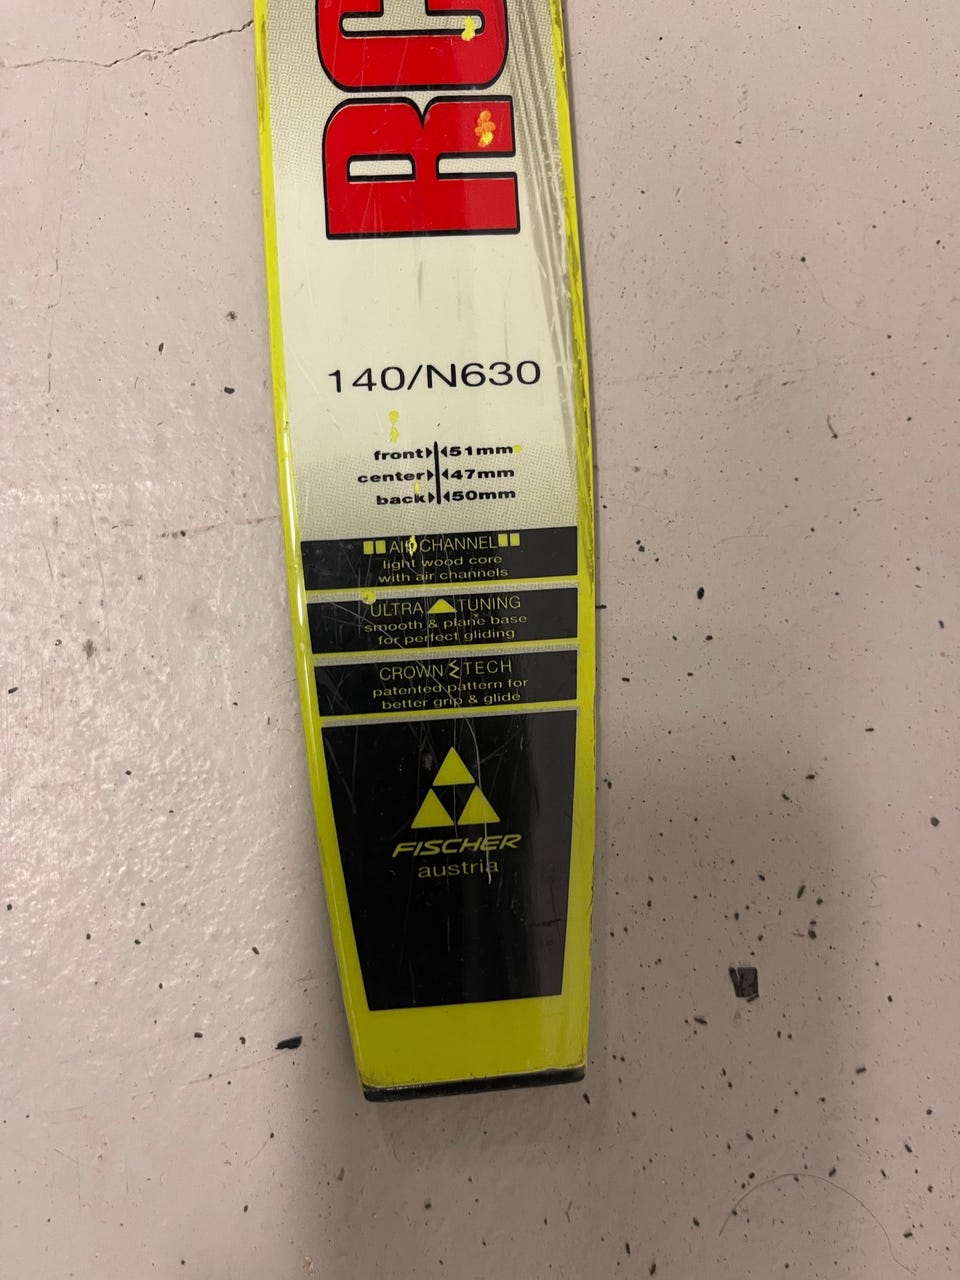 RC
140/N630
front 51mm
center 47mm
back 50mm
AIR CHANNEL
light wood core
with air channels
ULTRA TUNING
smooth & plane base
for perfect gliding
CROWN TECH
patented pattern for
better grip & glide
FISCHER
austria